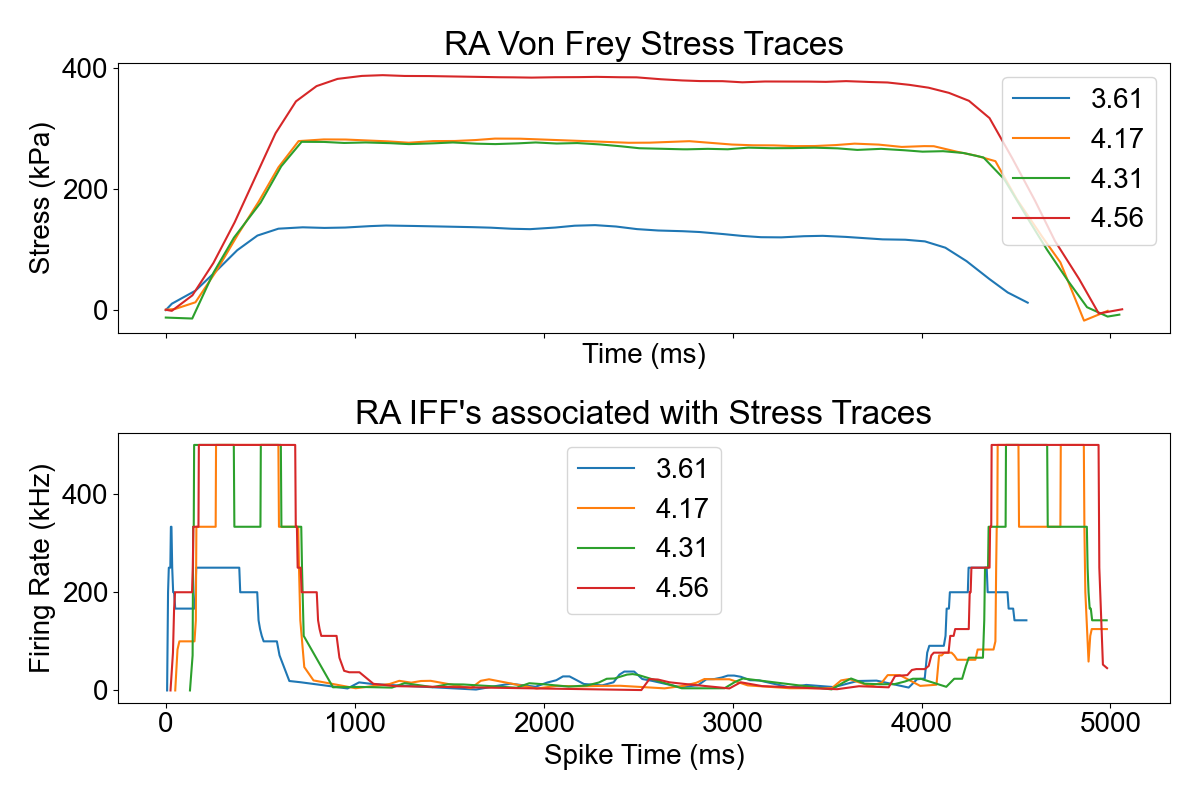 RA Von Frey Stress Traces
Stress (kPa)
400
200
0
3.61
4.17
4.31
4.56
Time (ms)
RA IFF's associated with Stress Traces
Firing Rate (kHz)
400
200
0
3.61
4.17
4.31
4.56
0 1000 2000 3000 4000 5000
Spike Time (ms)